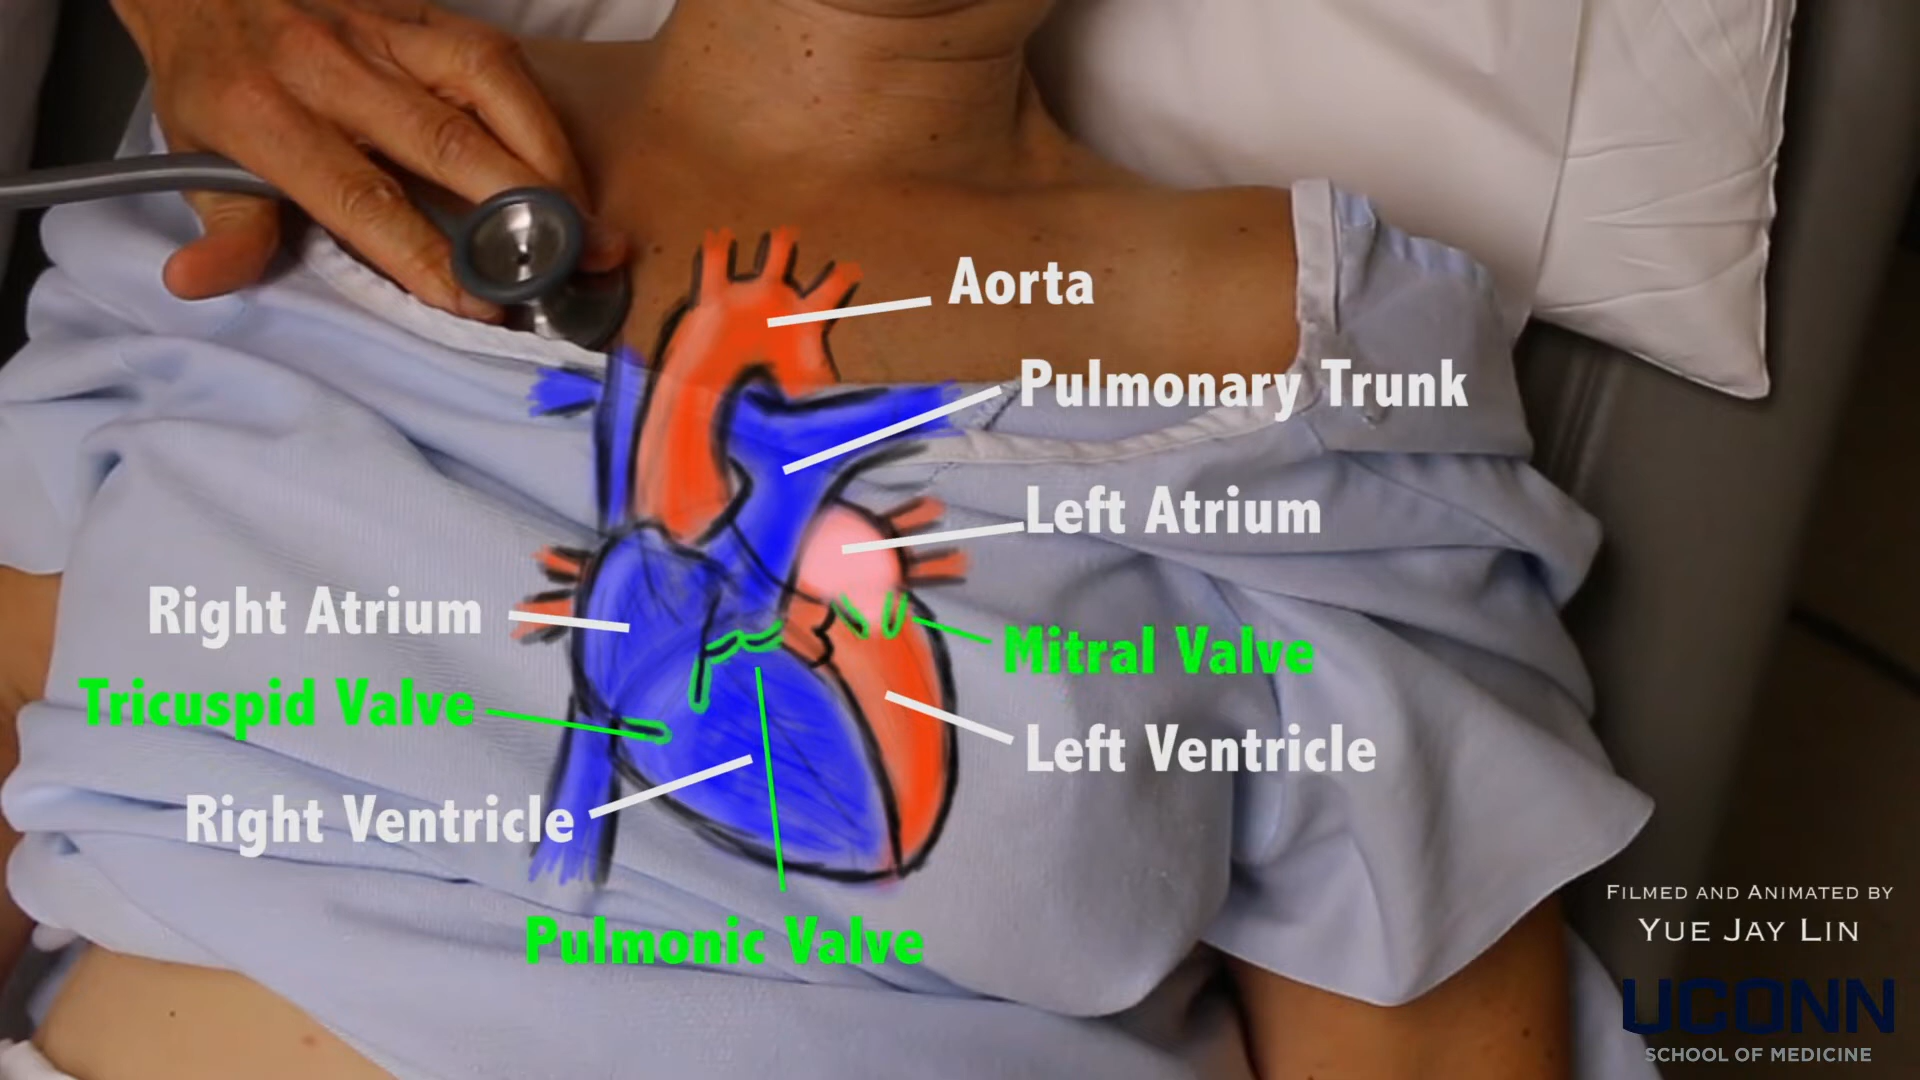 Aorta
Pulmonary Trunk
Left Atrium
Right Atrium
Mitral Valve
Tricuspid Valve
Left Ventricle
Right Ventricle
Pulmonic Valve
FILMED AND ANIMATED BY
YUE JAY LIN
UCONN
SCHOOL OF MEDICINE